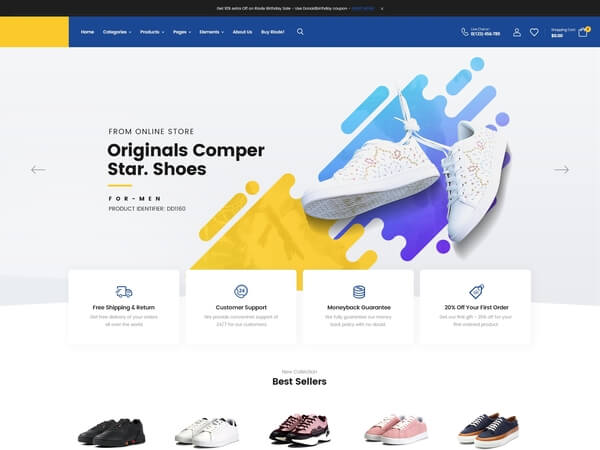 Get 10% extra Off on Riode Birthday Sale - Use DonaldBirthday coupon - 
Home Categories Products Pages Elements About Us Buy Riode!
Live Chat or :
0(123) 456-789
Shopping Cart:
$0.00
0
FROM ONLINE STORE
Originals Comper
Star. Shoes
FOR-MEN
PRODUCT IDENTIFIER: DD1160
Free Shipping & Return
Get free delivery of your orders
all over the world.
24
Customer Support
We provide convenient support of
24/7 for our customers.
Moneyback Guarantee
We fully guarantee our money
back policy with no doubt.
20% Off Your First Order
Get our first gift - 20% off for your
first ordered product.
New Collection
Best Sellers